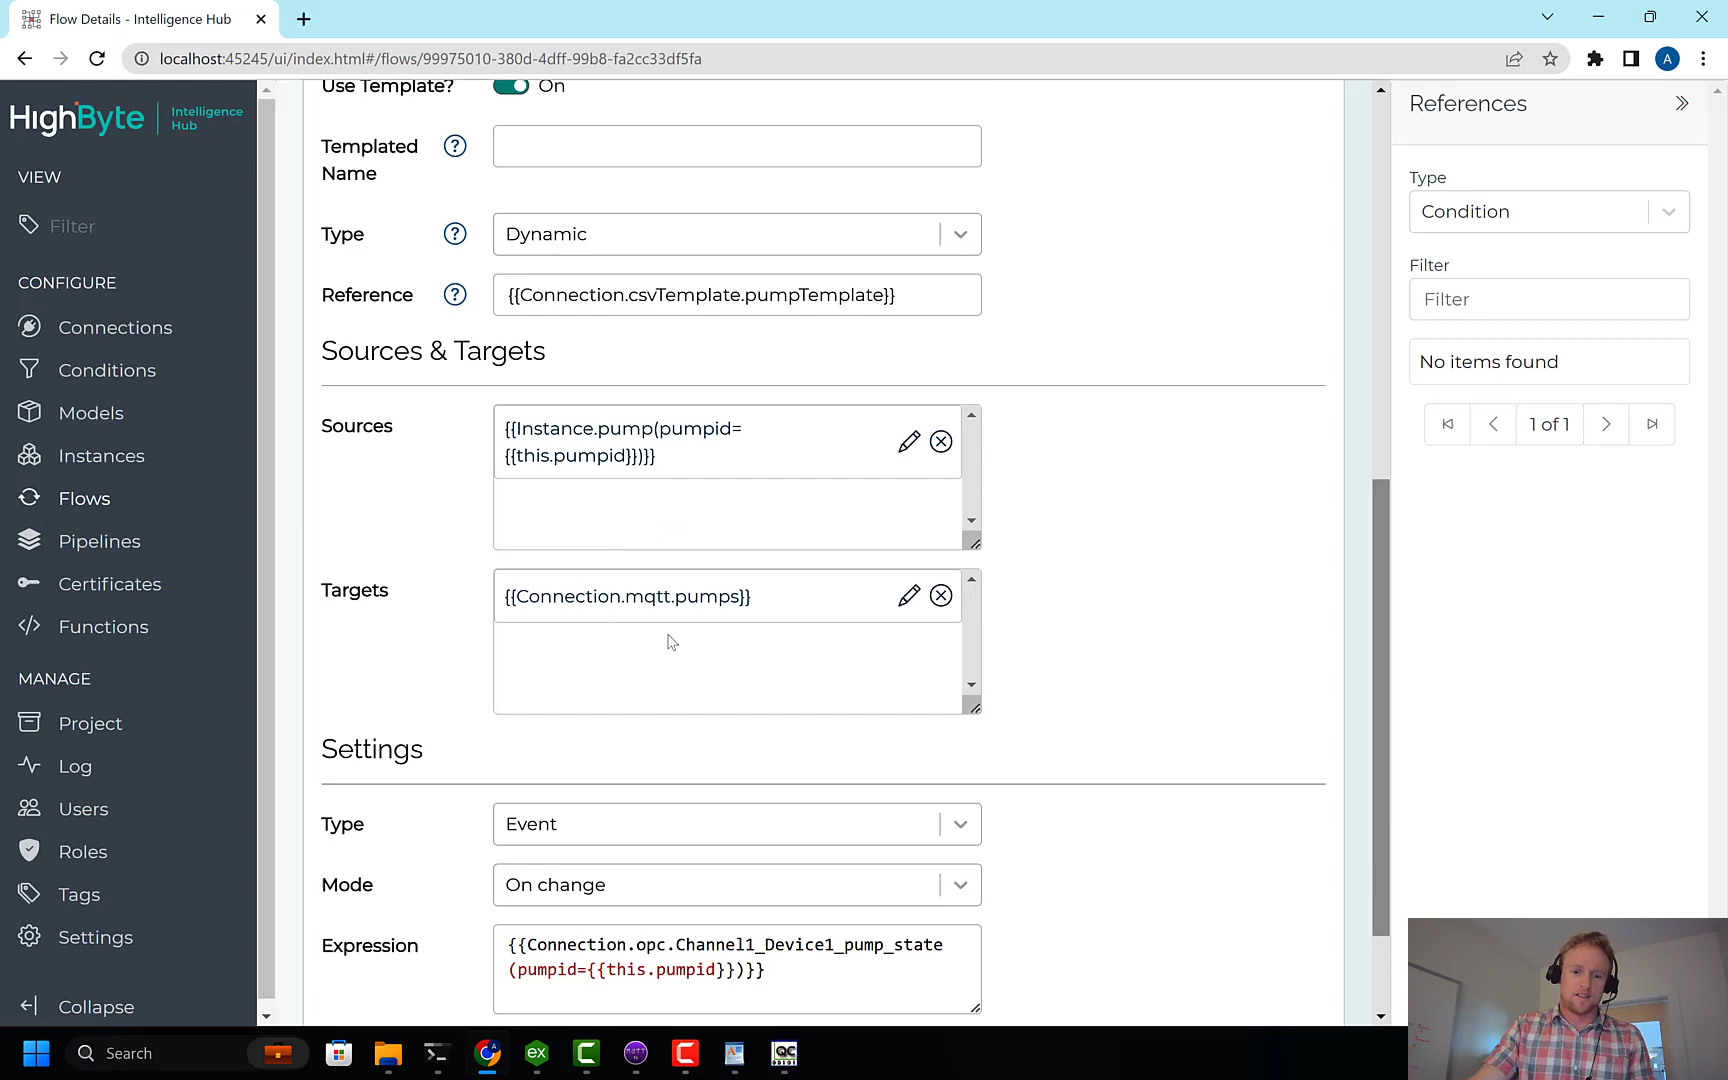 Flow Details - Intelligence Hub
localhost:45245/ui/index.html#/flows/99975010-380d-4dff-99b8-fa2cc33df5fa
A
HighByte
Intelligence
Hub
VIEW
Filter
CONFIGURE
Connections
Conditions
Models
Instances
Flows
Pipelines
Certificates
Functions
MANAGE
Project
Log
Users
Roles
Tags
Settings
Collapse
Use Template?
On
Templated
Name
Type
Dynamic
Reference
{{Connection.csvTemplate.pumpTemplate}}
Sources & Targets
Sources
{{Instance.pump(pumpid=
{{this.pumpid}})}}
Targets
{{Connection.mqtt.pumps}}
Settings
Type
Event
Mode
On change
Expression
{{Connection.opc.Channel1_Device1_pump_state
(pumpid={{this.pumpid}})}}
References
Type
Condition
Filter
Filter
No items found
1 of 1
Search